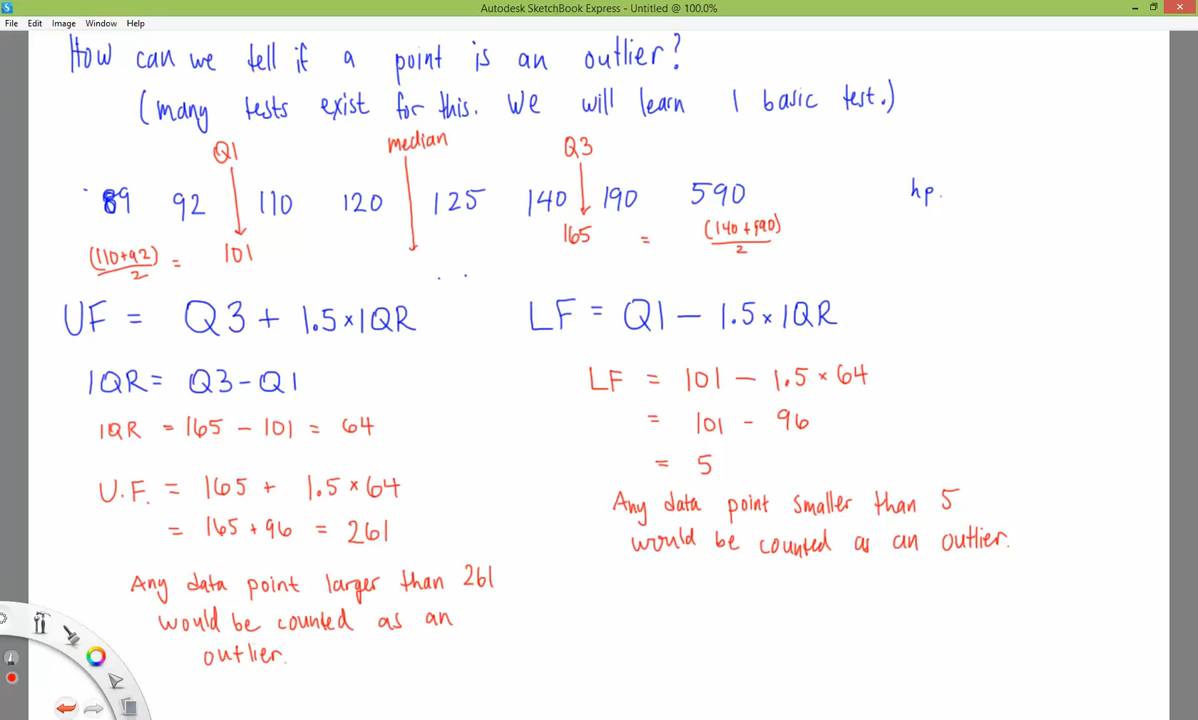 Autodesk SketchBook Express - Untitled @ 100.0%
File Edit Image Window Help
How can we tell if a point is an outlier?
(many tests exist for this. We will learn 1 basic test.)
Q1 median Q3
89 92 110 120 125 140 190 590 hp.
(110+92)/2 = 101 165 = (140+190)/2
UF = Q3 + 1.5×IQR LF = Q1 - 1.5×IQR
IQR = Q3-Q1
LF = 101 - 1.5×64
IQR = 165 - 101 = 64
= 101 - 96
= 5
U.F. = 165 + 1.5×64
= 165+96 = 261
Any data point smaller than 5
would be counted as an outlier.
Any data point larger than 261
would be counted as an
outlier.